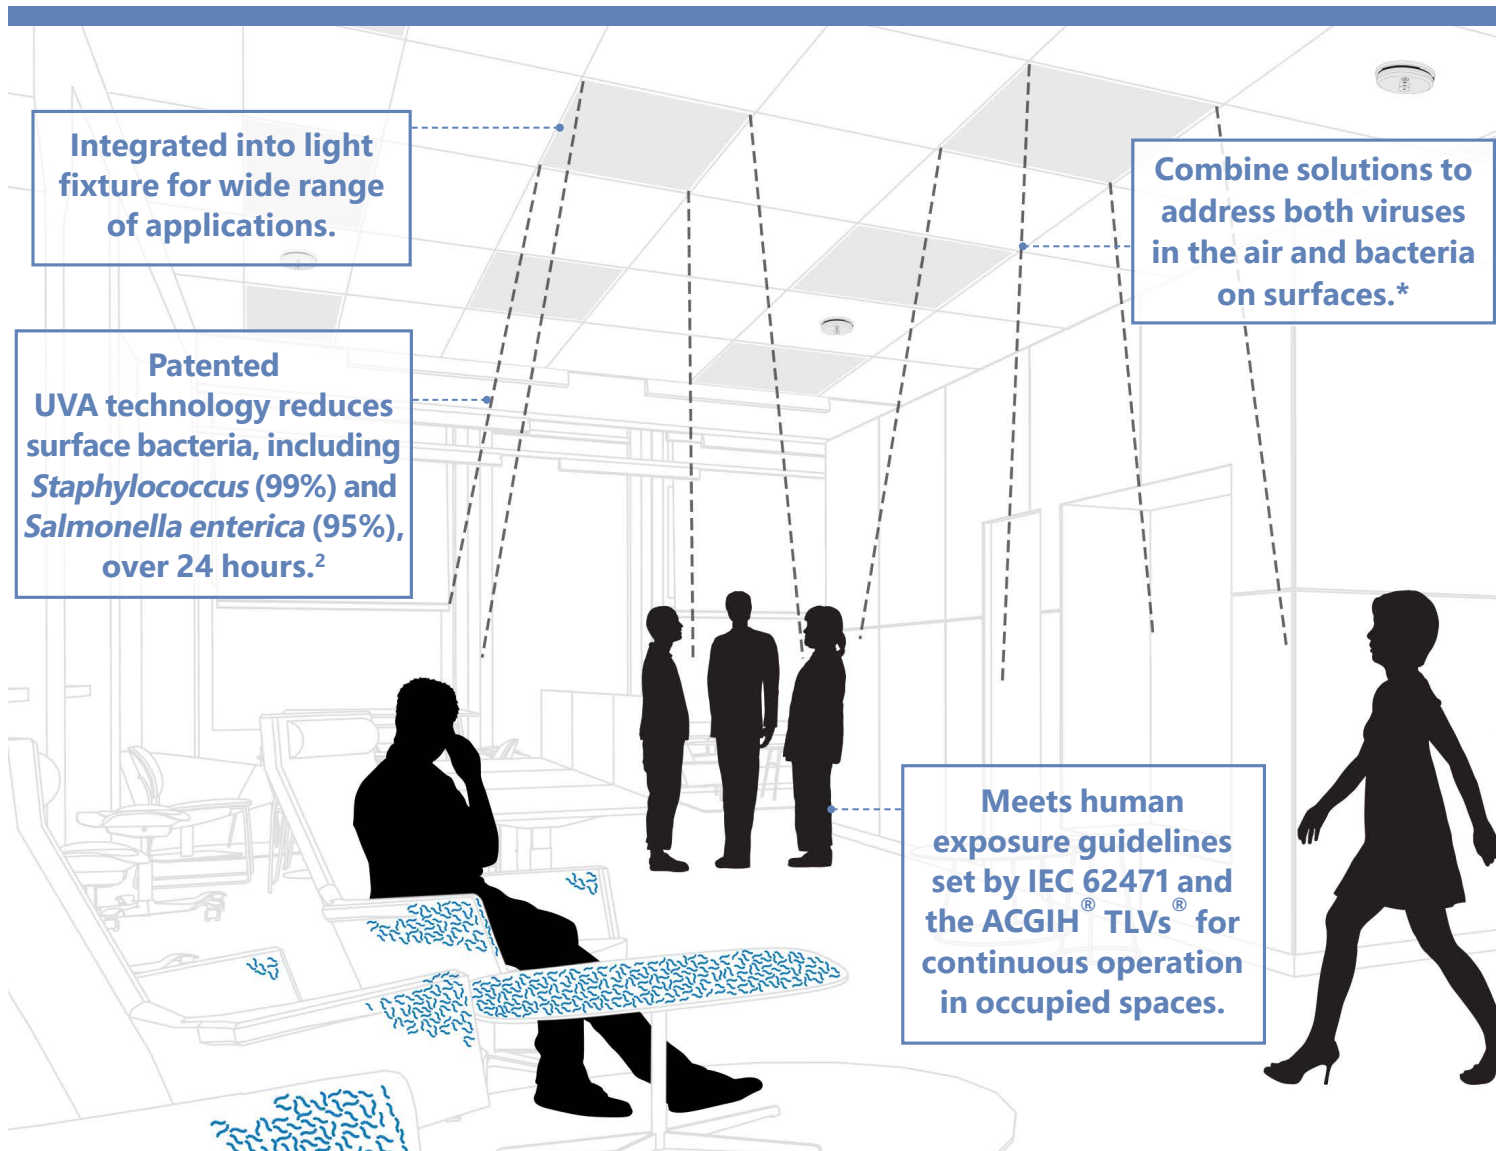 Integrated into light
fixture for wide range
of applications.
Combine solutions to
address both viruses
in the air and bacteria
on surfaces.*
Patented
UVA technology reduces
surface bacteria, including
Staphylococcus (99%) and
Salmonella enterica (95%),
over 24 hours.²
Meets human
exposure guidelines
set by IEC 62471 and
the ACGIH® TLVs® for
continuous operation
in occupied spaces.